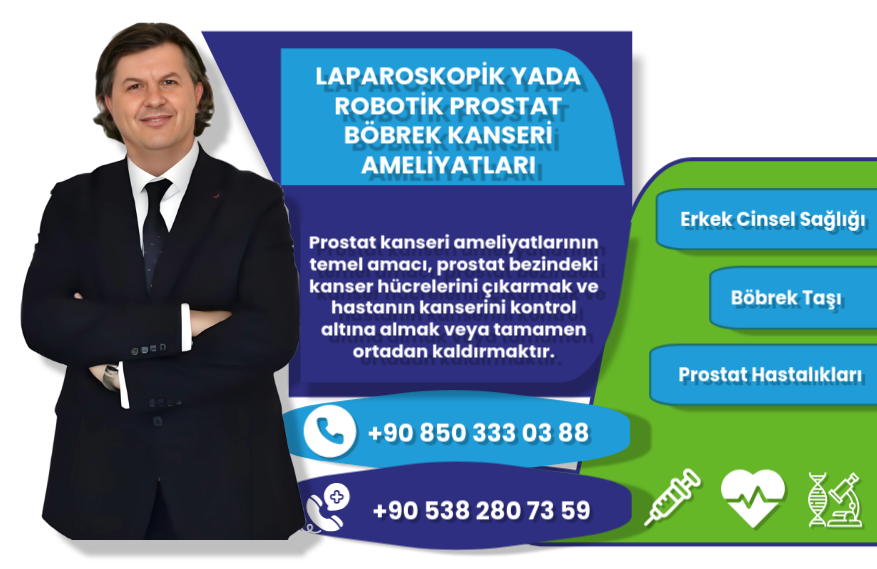 LAPAROSKOPİK YADA
ROBOTİK PROSTAT
BÖBREK KANSERİ
AMELİYATLARI
Prostat kanseri ameliyatlarının
temel amacı, prostat bezindeki
kanser hücrelerini çıkarmak ve
hastanın kanserini kontrol
altına almak veya tamamen
ortadan kaldırmaktır.
+90 850 333 03 88
+90 538 280 73 59
Erkek Cinsel Sağlığı
Böbrek Taşı
Prostat Hastalıkları